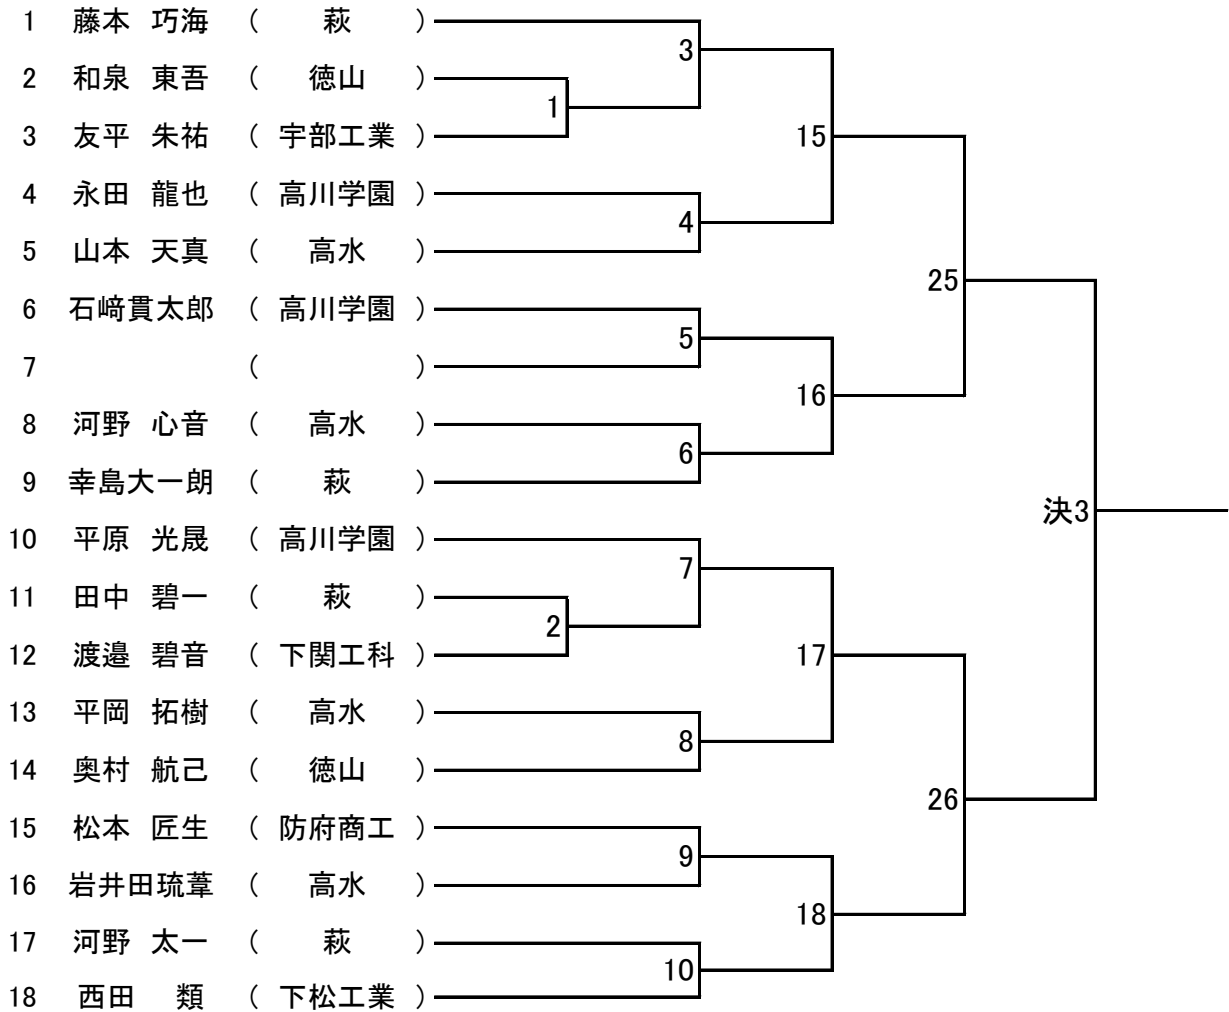 1 藤本 巧海 ( 萩 )
3
2 和泉 東吾 ( 徳山 )
1
3 友平 朱祐 ( 宇部工業 )
15
4 永田 龍也 ( 高川学園 )
4
5 山本 天真 ( 高水 )
25
6 石﨑貫太郎 ( 高川学園 )
5
7 ( )
16
8 河野 心音 ( 高水 )
6
9 幸島大一朗 ( 萩 )
決3
10 平原 光晟 ( 高川学園 )
7
11 田中 碧一 ( 萩 )
2
12 渡邉 碧音 ( 下関工科 )
17
13 平岡 拓樹 ( 高水 )
8
14 奥村 航己 ( 徳山 )
26
15 松本 匠生 ( 防府商工 )
9
16 岩井田琉葦 ( 高水 )
18
17 河野 太一 ( 萩 )
10
18 西田 類 ( 下松工業 )